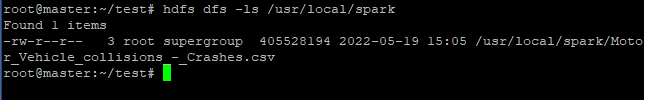 root@master:~/test# hdfs dfs -ls /usr/local/spark
Found 1 items
-rw-r--r--   3 root supergroup  405528194 2022-05-19 15:05 /usr/local/spark/Moto
r_Vehicle_collisions_-_Crashes.csv
root@master:~/test#